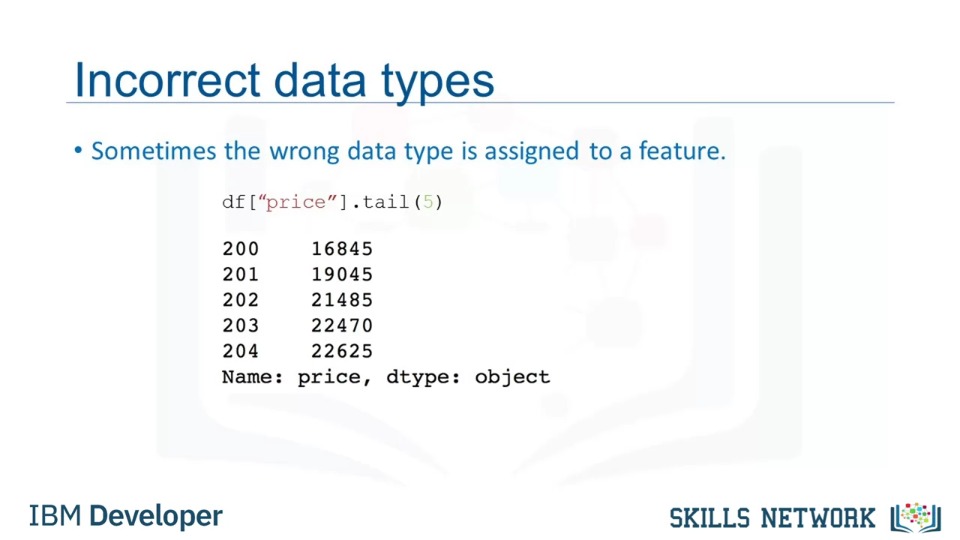 Incorrect data types
• Sometimes the wrong data type is assigned to a feature.
df[“price”].tail(5)
200 16845
201 19045
202 21485
203 22470
204 22625
Name: price, dtype: object
IBM Developer
SKILLS NETWORK